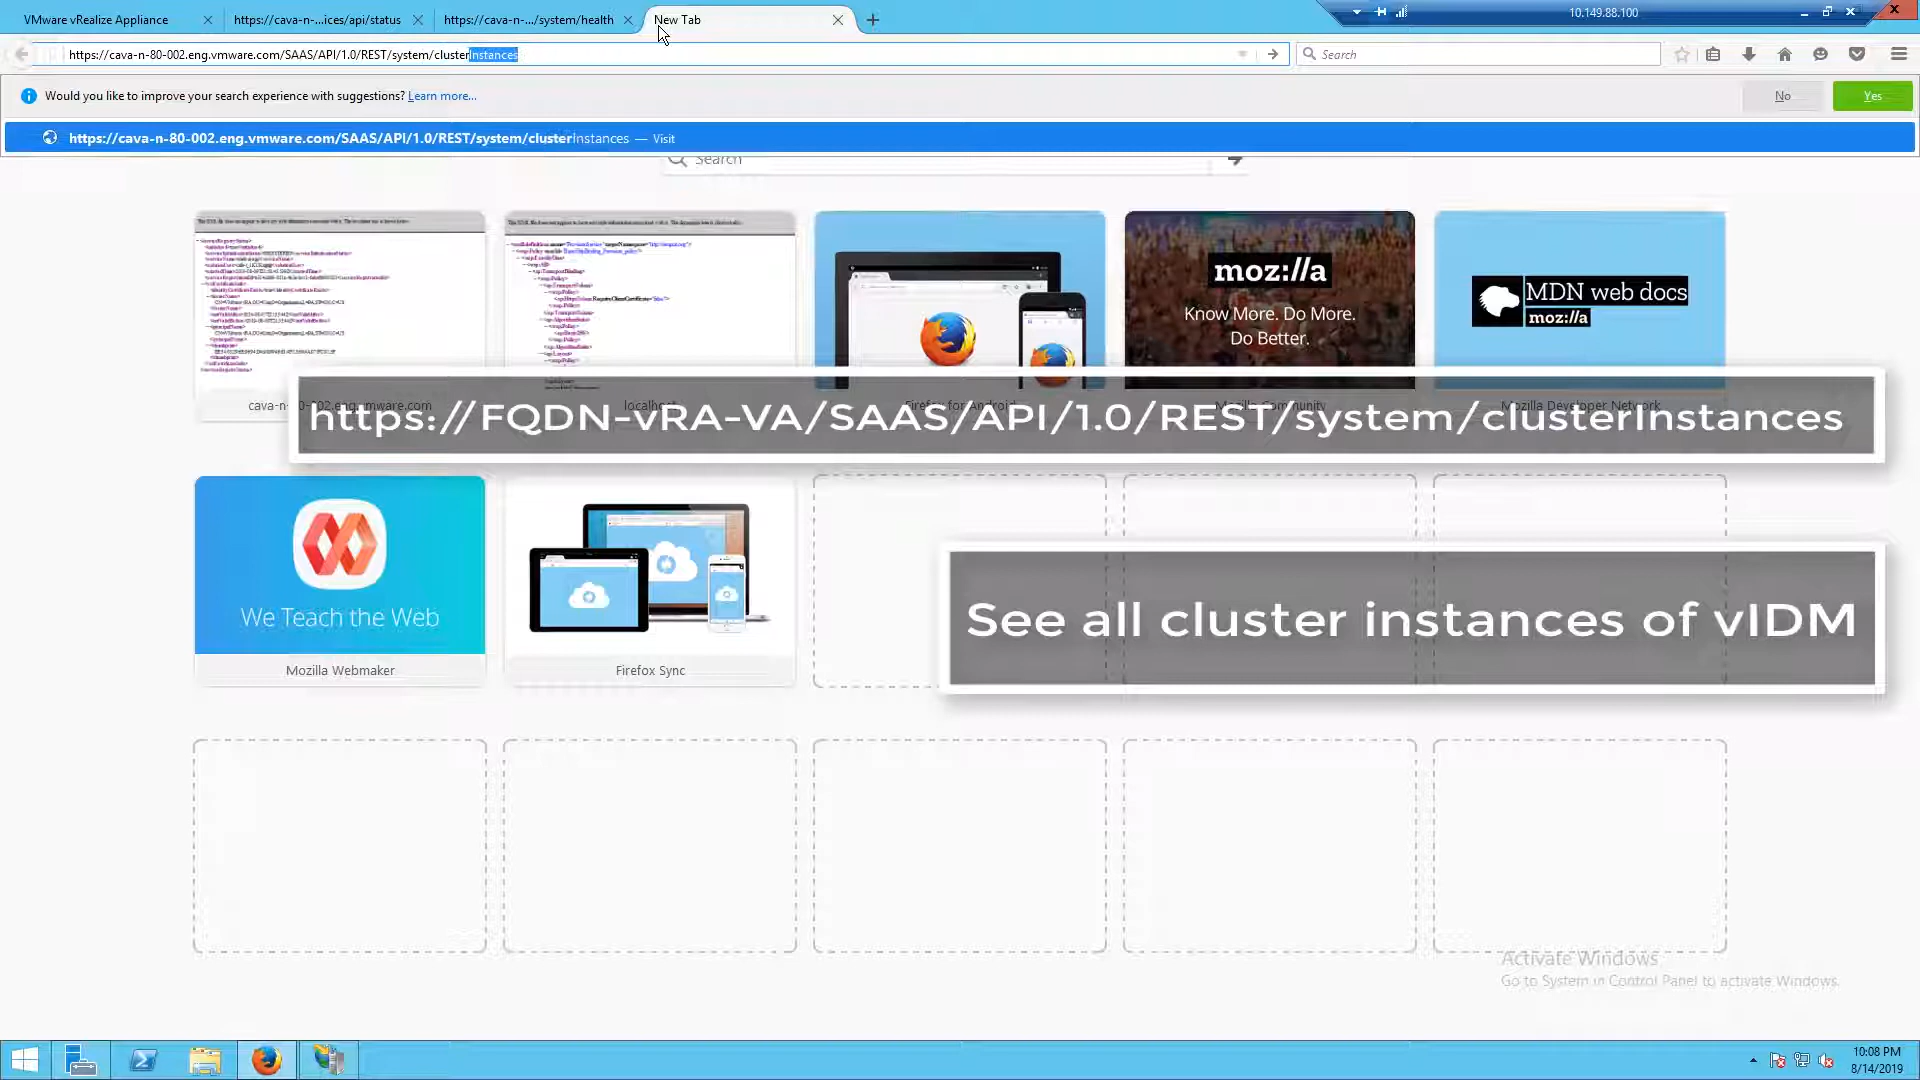 VMware vRealize Appliance
https://cava-n-...ices/api/status
https://cava-n-.../system/health
New Tab
10.149.88.100
https://cava-n-80-002.eng.vmware.com/SAAS/API/1.0/REST/system/clusterInstances
Search
Would you like to improve your search experience with suggestions? Learn more...
No
Yes
https://cava-n-80-002.eng.vmware.com/SAAS/API/1.0/REST/system/clusterInstances — Visit
Search
moz://a
Know More. Do More.
Do Better.
MDN web docs
moz://a
https://FQDN-vRA-VA/SAAS/API/1.0/REST/system/clusterInstances
We Teach the Web
Mozilla Webmaker
Firefox Sync
See all cluster instances of vIDM
Activate Windows
Go to System in Control Panel to activate Windows.
10:08 PM
8/14/2019